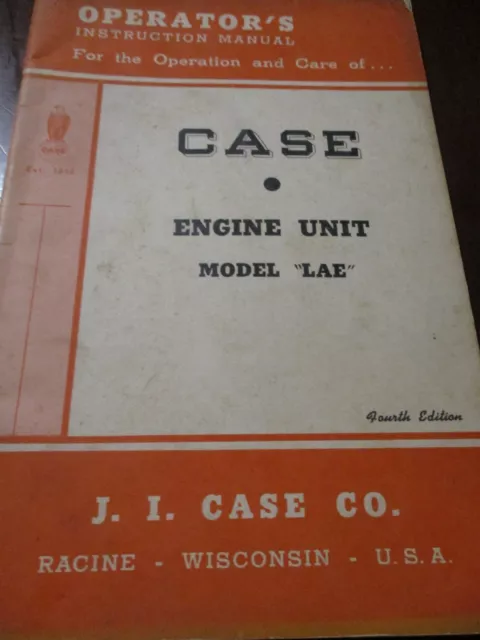 OPERATOR'S
INSTRUCTION MANUAL
For the Operation and Care of...
CASE
CASE
ENGINE UNIT
MODEL "LAE"
Fourth Edition
J. I. CASE CO.
RACINE - WISCONSIN - U.S.A.